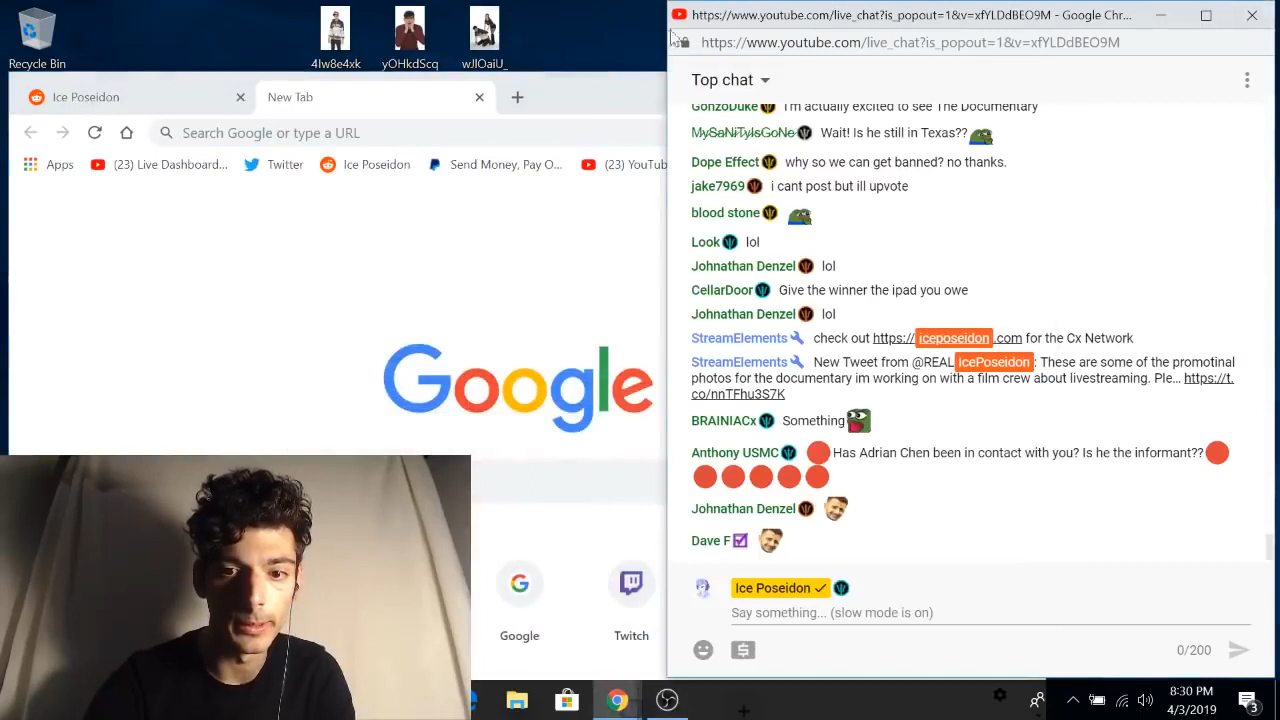 https://www.youtube.com/live_chat?is_popout=1&v=xfYLDdBEO9M - Google Chr...
https://www.youtube.com/live_chat?is_popout=1&v=xfYLDdBEO9M
Recycle Bin
4Iw8e4xk
yOHkdScq
wJlOaiU_
Ice Poseidon
New Tab
Search Google or type a URL
Apps
(23) Live Dashboard...
Twitter
Ice Poseidon
Send Money, Pay O...
(23) YouTub
Google
Google
Twitch
Top chat
GonzoDuke I'm actually excited to see The Documentary
MySaNiTyIsGoNe Wait! Is he still in Texas??
Dope Effect why so we can get banned? no thanks.
jake7969 i cant post but ill upvote
blood stone
Look lol
Johnathan Denzel lol
CellarDoor Give the winner the ipad you owe
Johnathan Denzel lol
StreamElements check out https://iceposeidon.com for the Cx Network
StreamElements New Tweet from @REALIcePoseidon: These are some of the promotinal
photos for the documentary im working on with a film crew about livestreaming. Ple... https://t.
co/nnTFhu3S7K
BRAINIACx Something
Anthony USMC Has Adrian Chen been in contact with you? Is he the informant??
Johnathan Denzel
Dave F
Ice Poseidon
Say something... (slow mode is on)
0/200
8:30 PM
4/3/2019
3